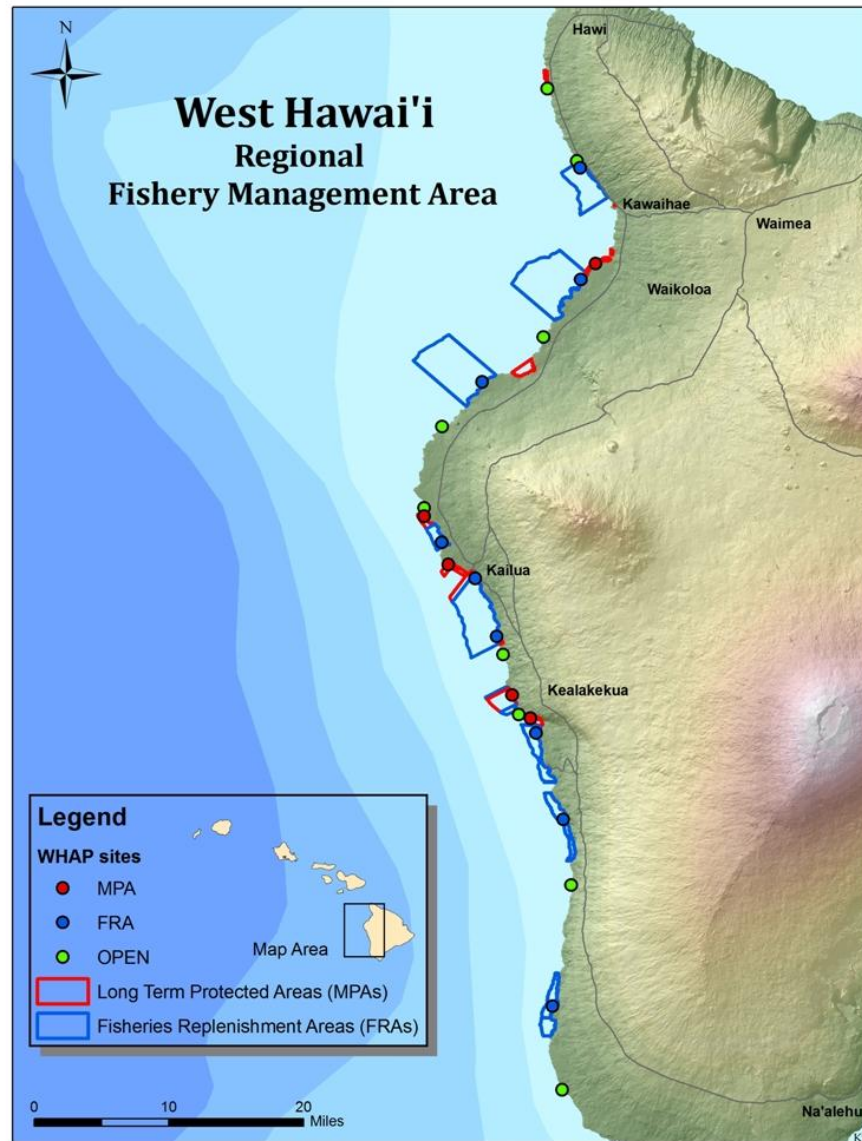 N
West Hawai'i
Regional
Fishery Management Area
Hawi
Kawaihae
Waimea
Waikoloa
Kailua
Kealakekua
Na'alehu
Legend
WHAP sites
MPA
FRA
OPEN
Map Area
Long Term Protected Areas (MPAs)
Fisheries Replenishment Areas (FRAs)
0 10 20
Miles